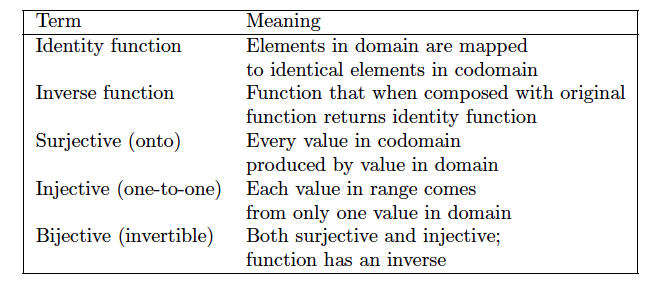 Term Meaning
Identity function Elements in domain are mapped
to identical elements in codomain
Inverse function Function that when composed with original
function returns identity function
Surjective (onto) Every value in codomain
produced by value in domain
Injective (one-to-one) Each value in range comes
from only one value in domain
Bijective (invertible) Both surjective and injective;
function has an inverse